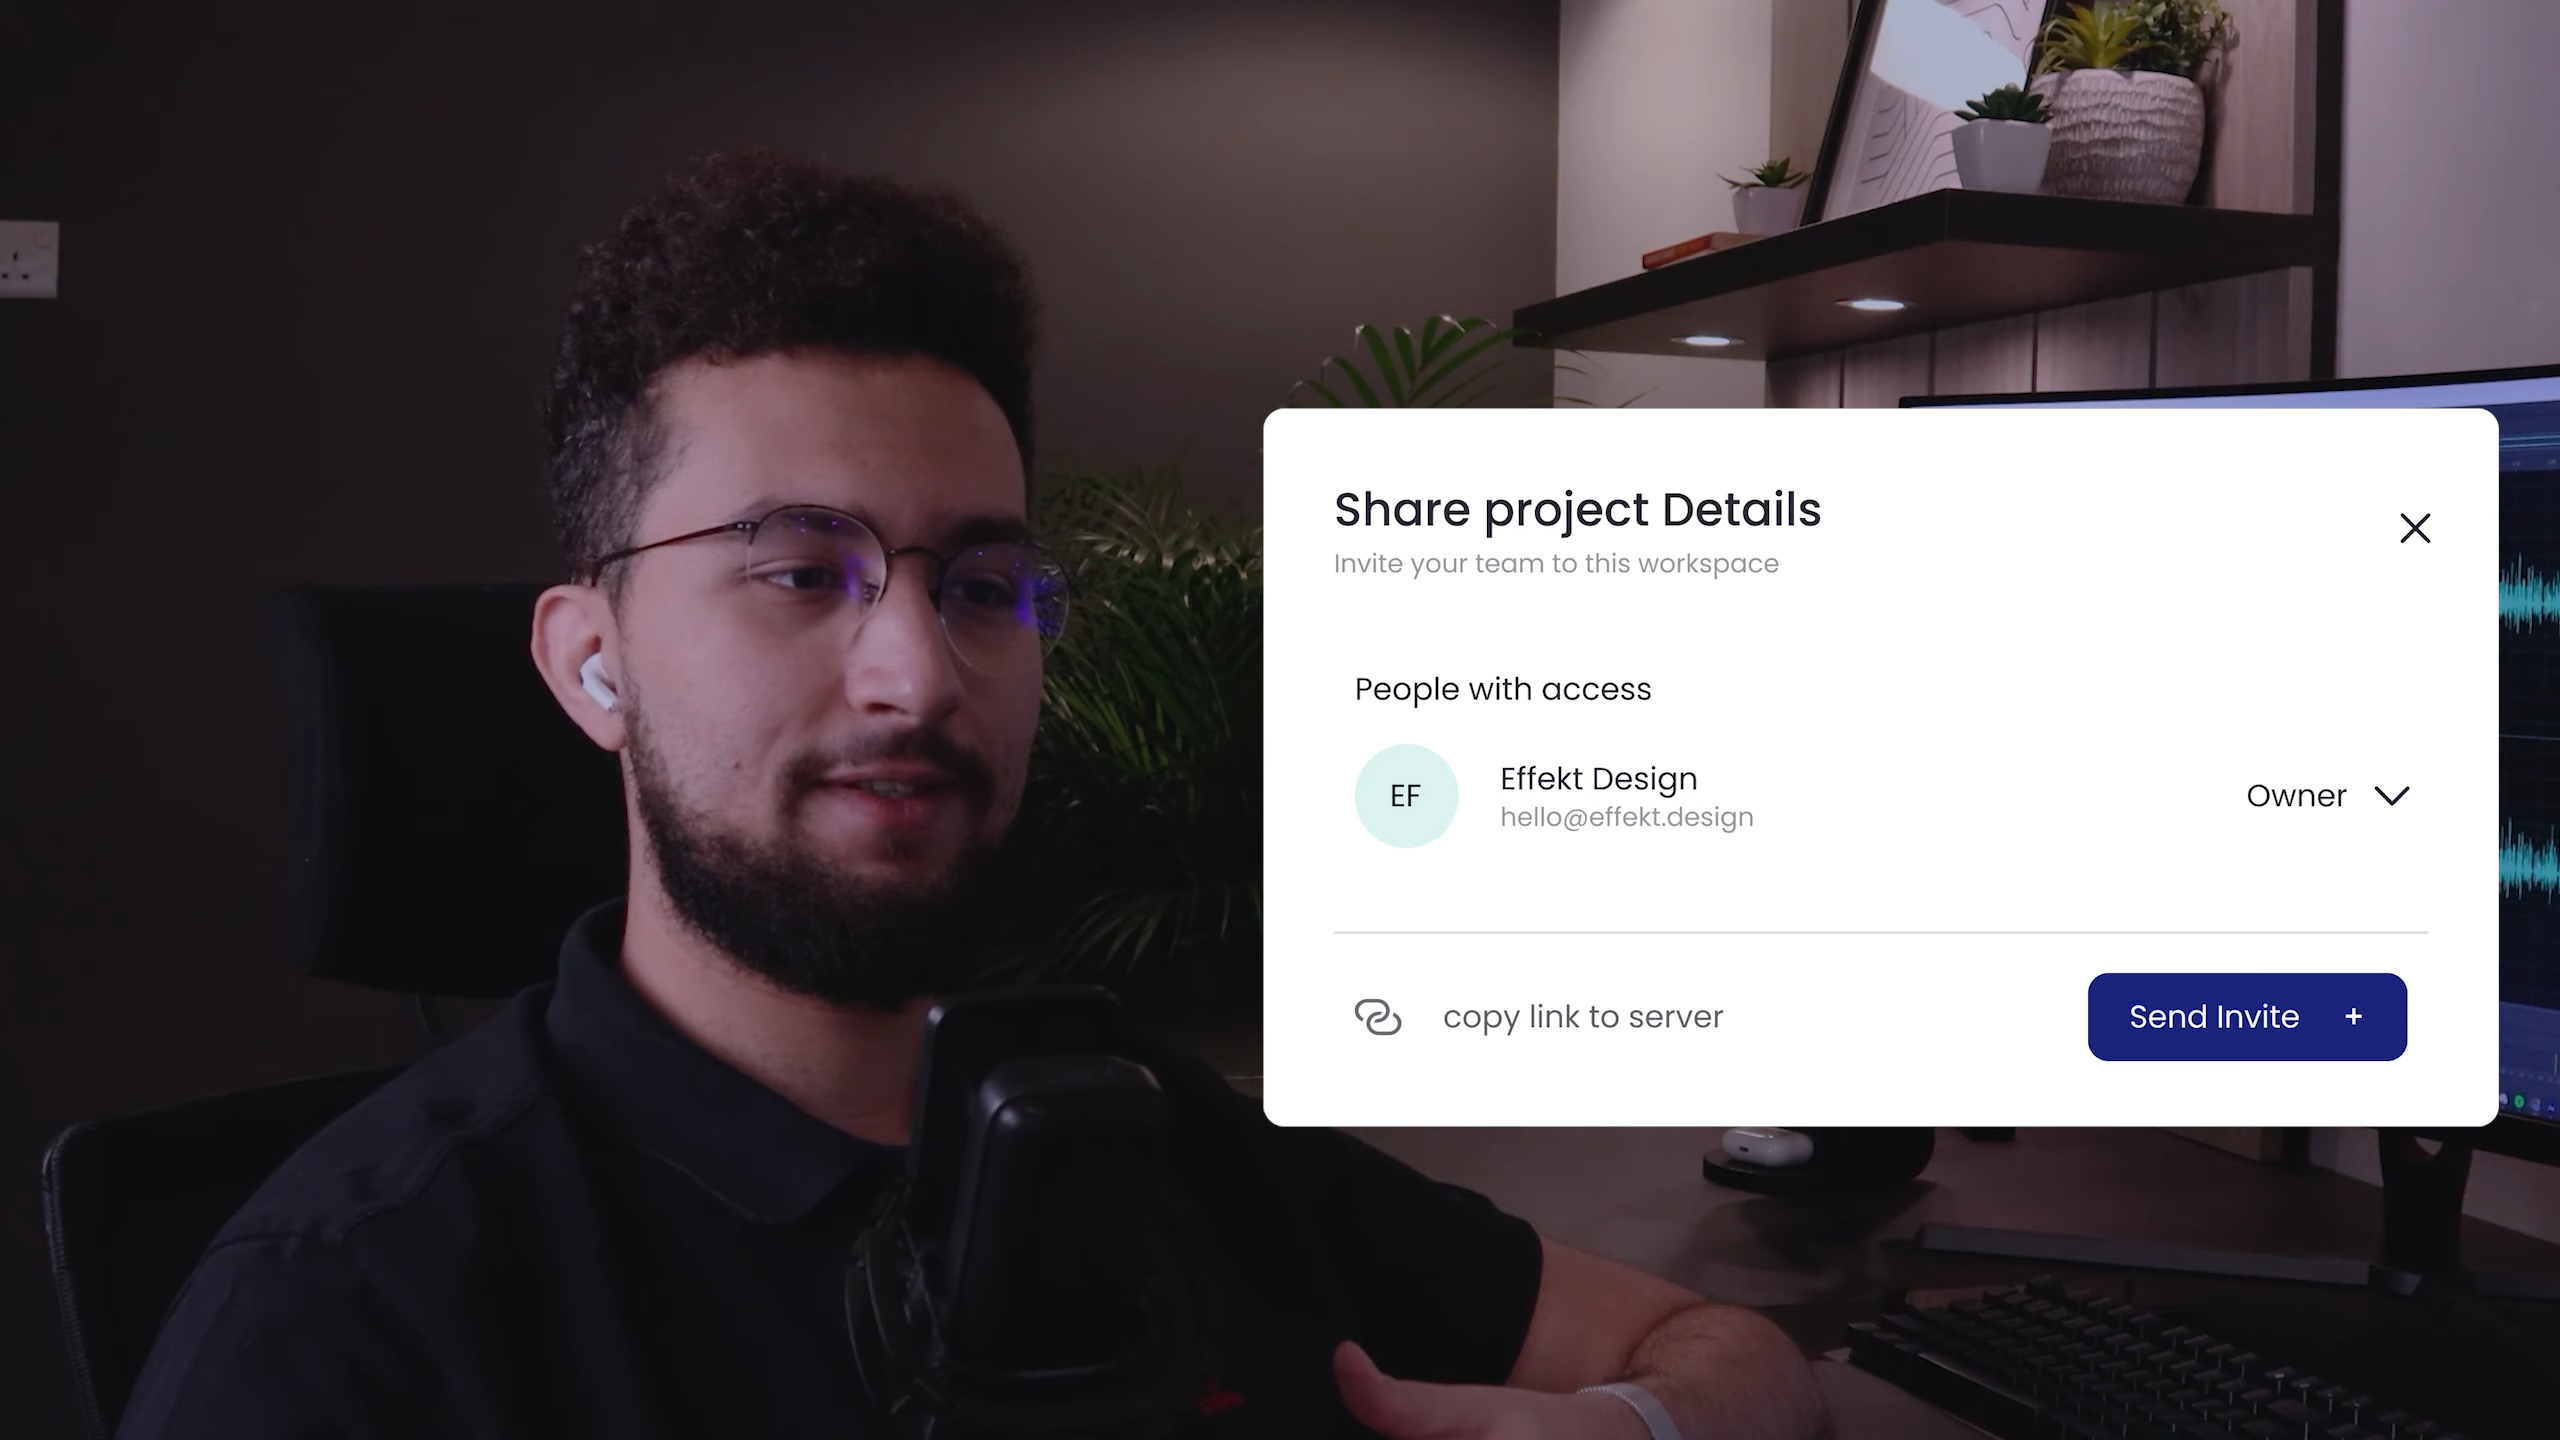 Share project Details
Invite your team to this workspace
People with access
EF
Effekt Design
hello@effekt.design
Owner
copy link to server
Send Invite +